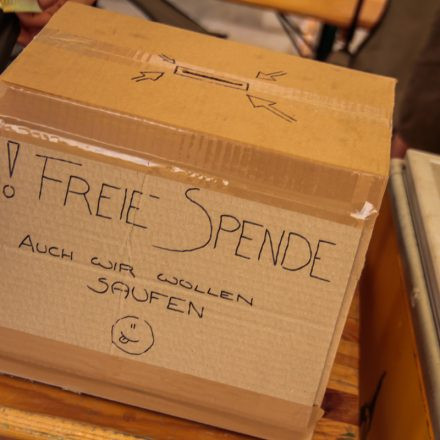 ! FREIE SPENDE
AUCH WIR WOLLEN
SAUFEN